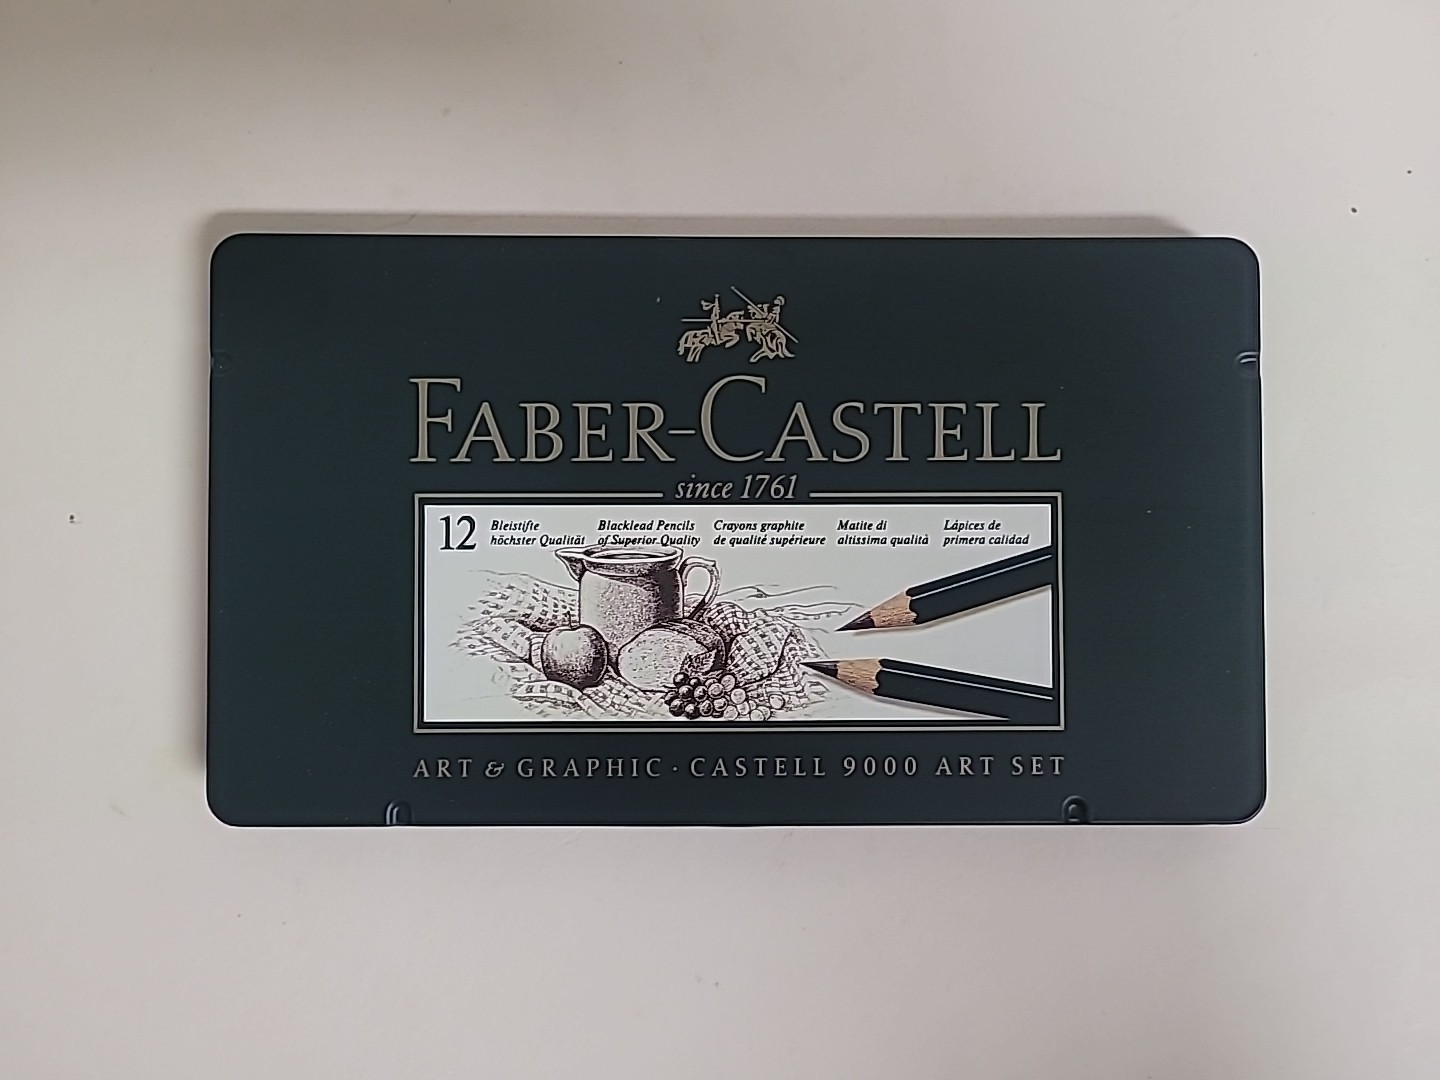 FABER-CASTELL
since 1761
12
Bleistifte
höchster Qualität
Blacklead Pencils
of Superior Quality
Crayons graphite
de qualité supérieure
Matite di
altissima qualità
Lápices de
primera calidad
ART & GRAPHIC · CASTELL 9000 ART SET